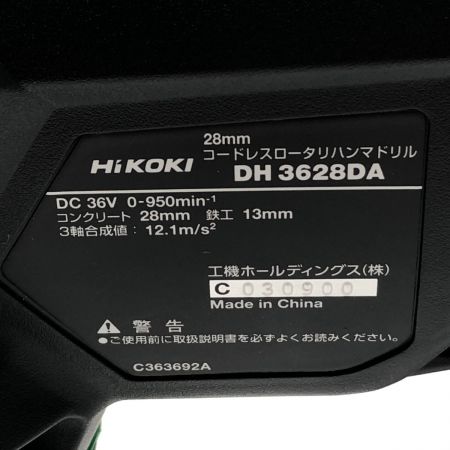 28mm
コードレスロータリハンマドリル
HiKOKI DH 3628DA
DC 36V 0-950min⁻¹
コンクリート 28mm 鉄工 13mm
3軸合成値：12.1m/s²
工機ホールディングス(株)
C 030900
Made in China
⚠ 警告
●ご使用前に取扱説明書を必ずよくお読みください。
C363692A